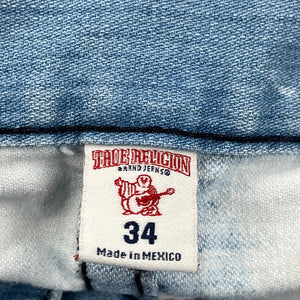 TRUE RELIGION
BRAND JEANS®
34
Made in MEXICO